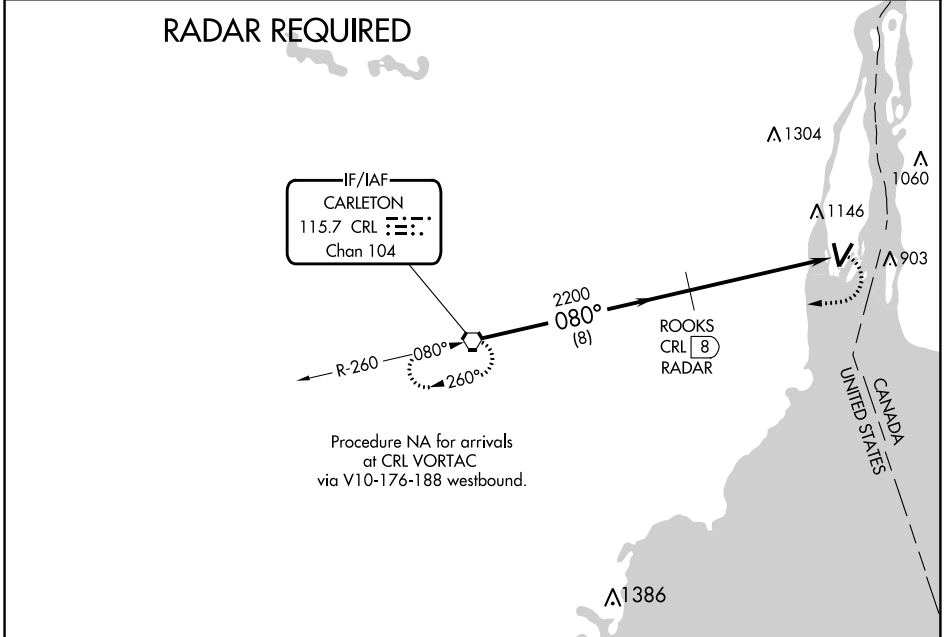 RADAR REQUIRED
1304
1060
IF/IAF
CARLETON
115.7 CRL
Chan 104
1146
903
2200
080°
(8)
ROOKS
CRL 8
RADAR
R-260
080°
260°
CANADA
UNITED STATES
Procedure NA for arrivals
at CRL VORTAC
via V10-176-188 westbound.
1386